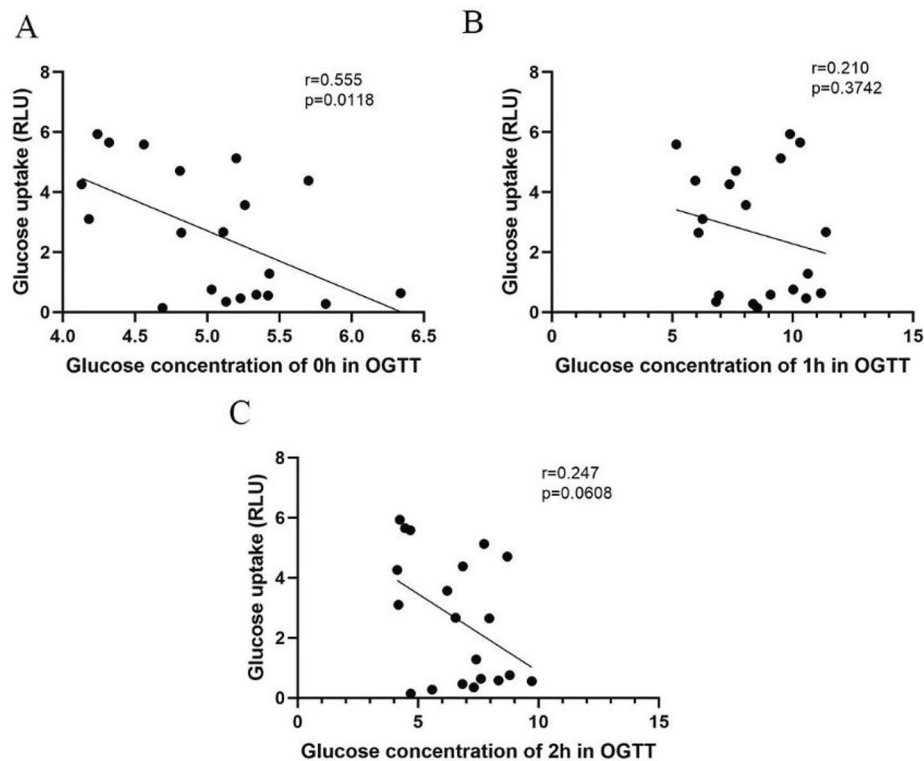 A
r=0.555
p=0.0118
Glucose uptake (RLU)
8
6
4
2
0
4.0 4.5 5.0 5.5 6.0 6.5
Glucose concentration of 0h in OGTT
B
r=0.210
p=0.3742
Glucose uptake (RLU)
8
6
4
2
0
0 5 10 15
Glucose concentration of 1h in OGTT
C
r=0.247
p=0.0608
Glucose uptake (RLU)
8
6
4
2
0
0 5 10 15
Glucose concentration of 2h in OGTT